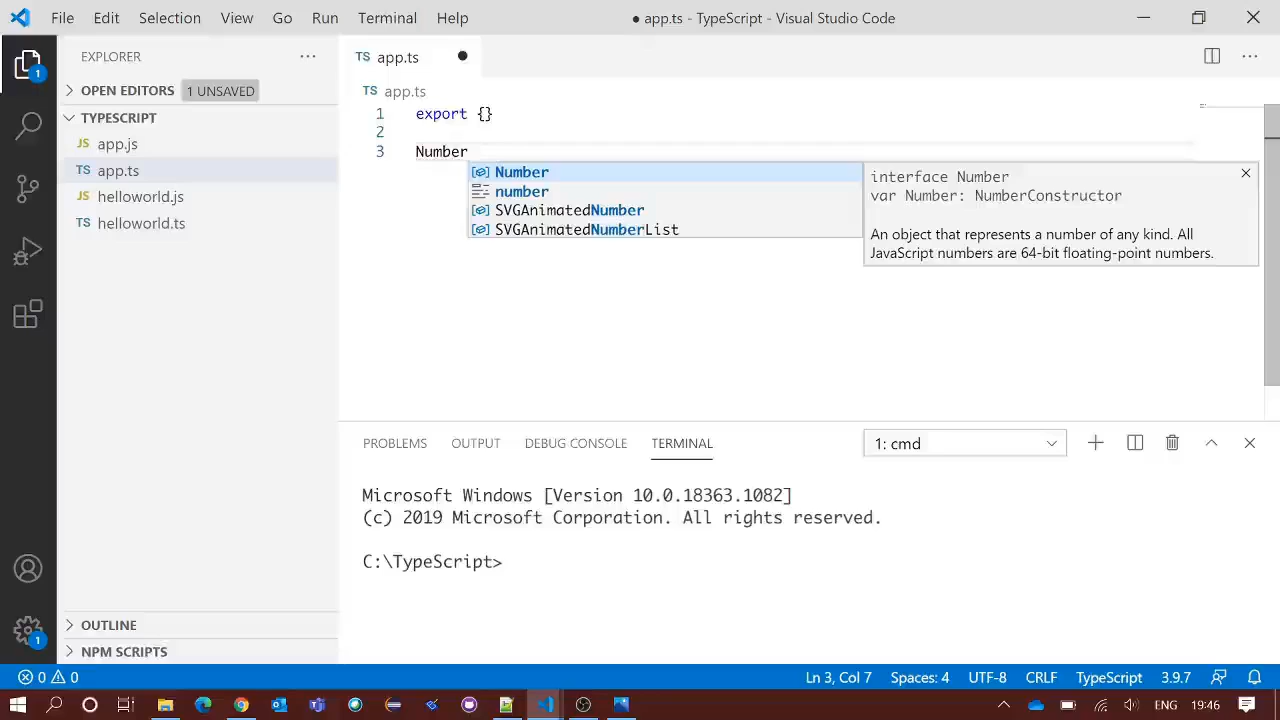 File Edit Selection View Go Run Terminal Help ● app.ts - TypeScript - Visual Studio Code
EXPLORER ···
OPEN EDITORS 1 UNSAVED
TYPESCRIPT
JS app.js
TS app.ts
JS helloworld.js
TS helloworld.ts
OUTLINE
NPM SCRIPTS
1
1
TS app.ts ●
TS app.ts
1 export {}
2
3 Number
Number
number
SVGAnimatedNumber
SVGAnimatedNumberList
interface Number
var Number: NumberConstructor
An object that represents a number of any kind. All
JavaScript numbers are 64-bit floating-point numbers.
PROBLEMS OUTPUT DEBUG CONSOLE TERMINAL 1: cmd
Microsoft Windows [Version 10.0.18363.1082]
(c) 2019 Microsoft Corporation. All rights reserved.
C:\TypeScript>
0 0 Ln 3, Col 7 Spaces: 4 UTF-8 CRLF TypeScript 3.9.7
ENG 19:46